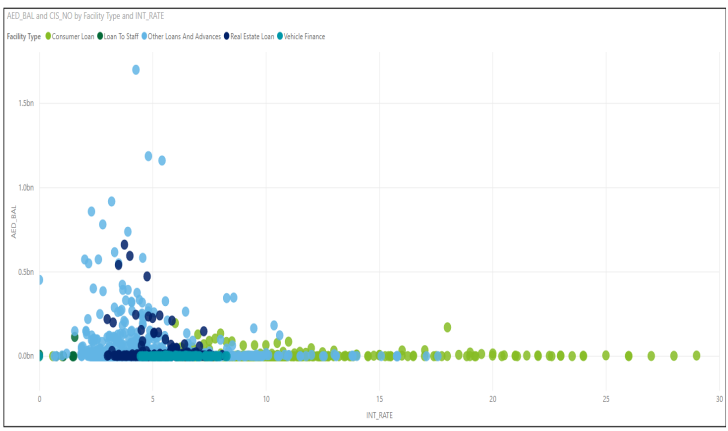 AED_BAL and CIS_NO by Facility Type and INT_RATE
Facility Type Consumer Loan Loan To Staff Other Loans And Advances Real Estate Loan Vehicle Finance
1.5bn
1.0bn
0.5bn
0.0bn
AED_BAL
0 5 10 15 20 25 30
INT_RATE